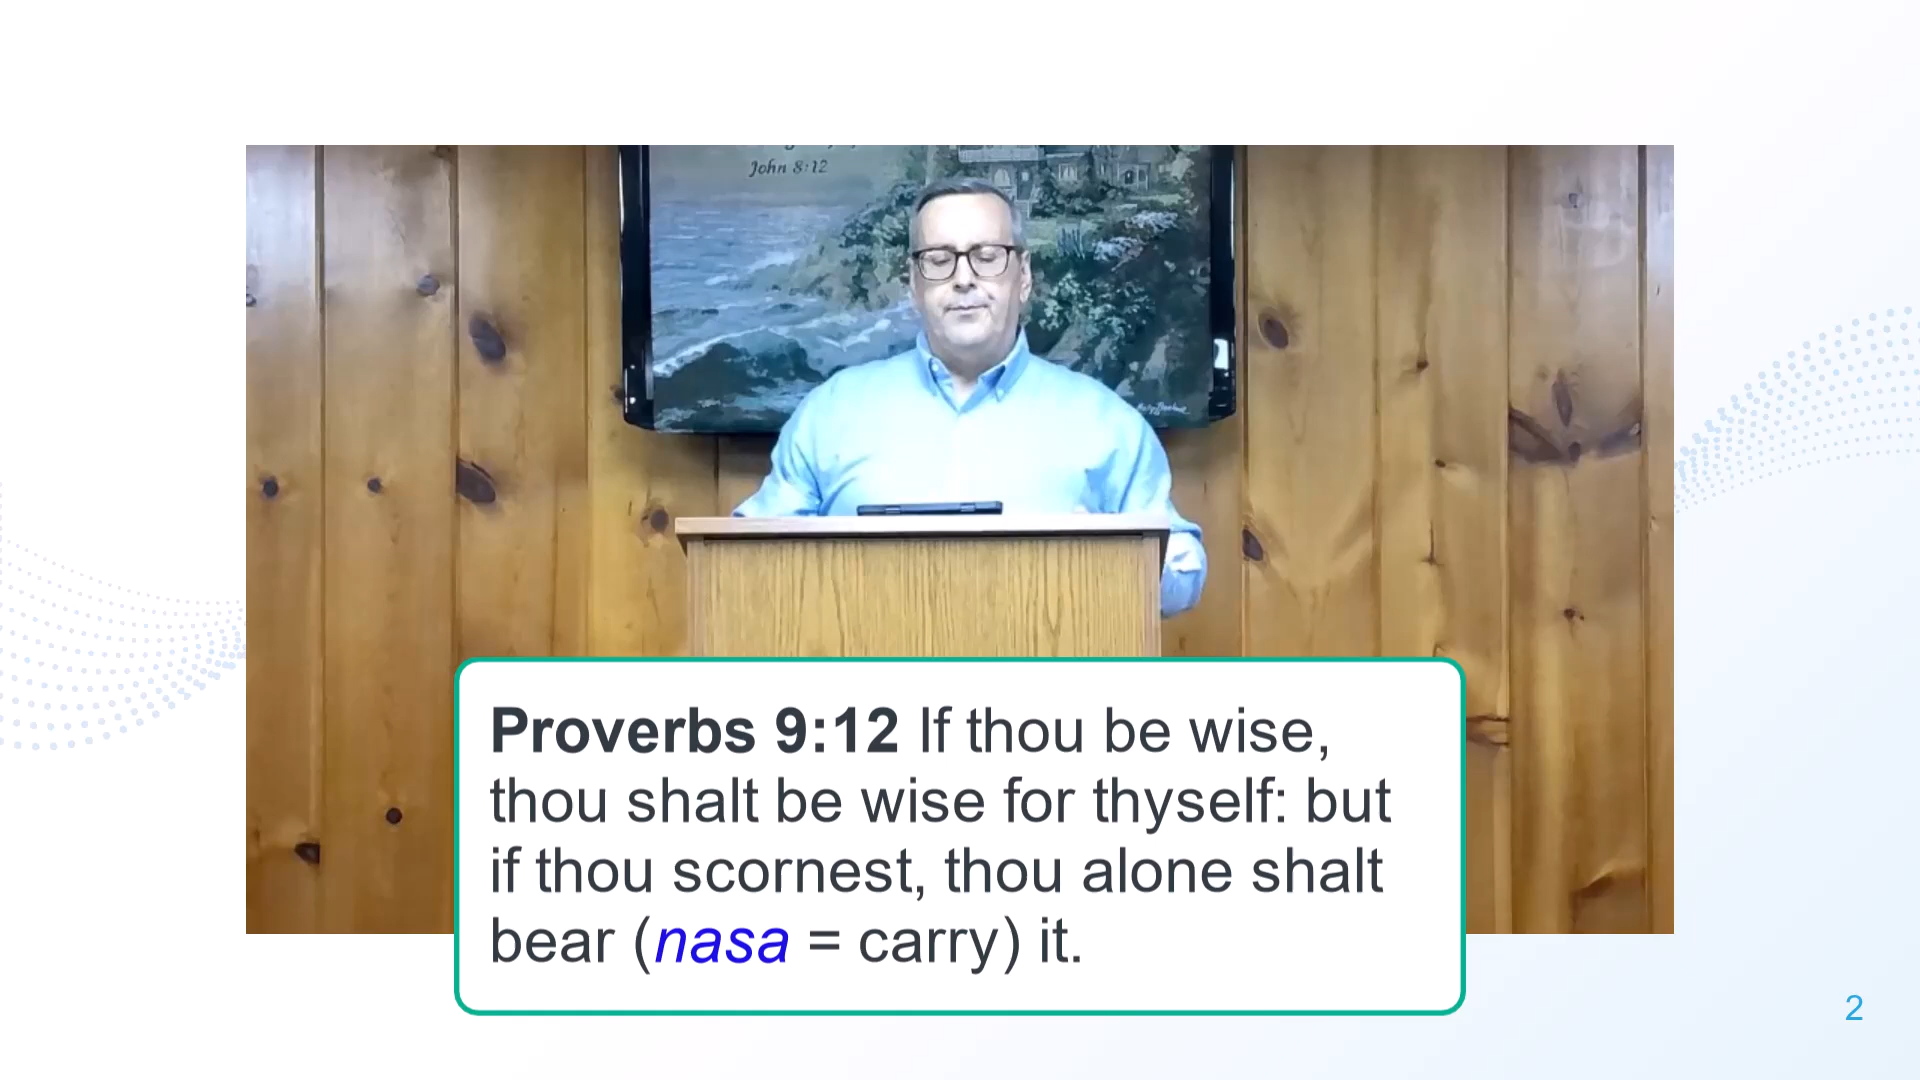 John 8:12
Proverbs 9:12 If thou be wise,
thou shalt be wise for thyself: but
if thou scornest, thou alone shalt
bear (nasa = carry) it.
2